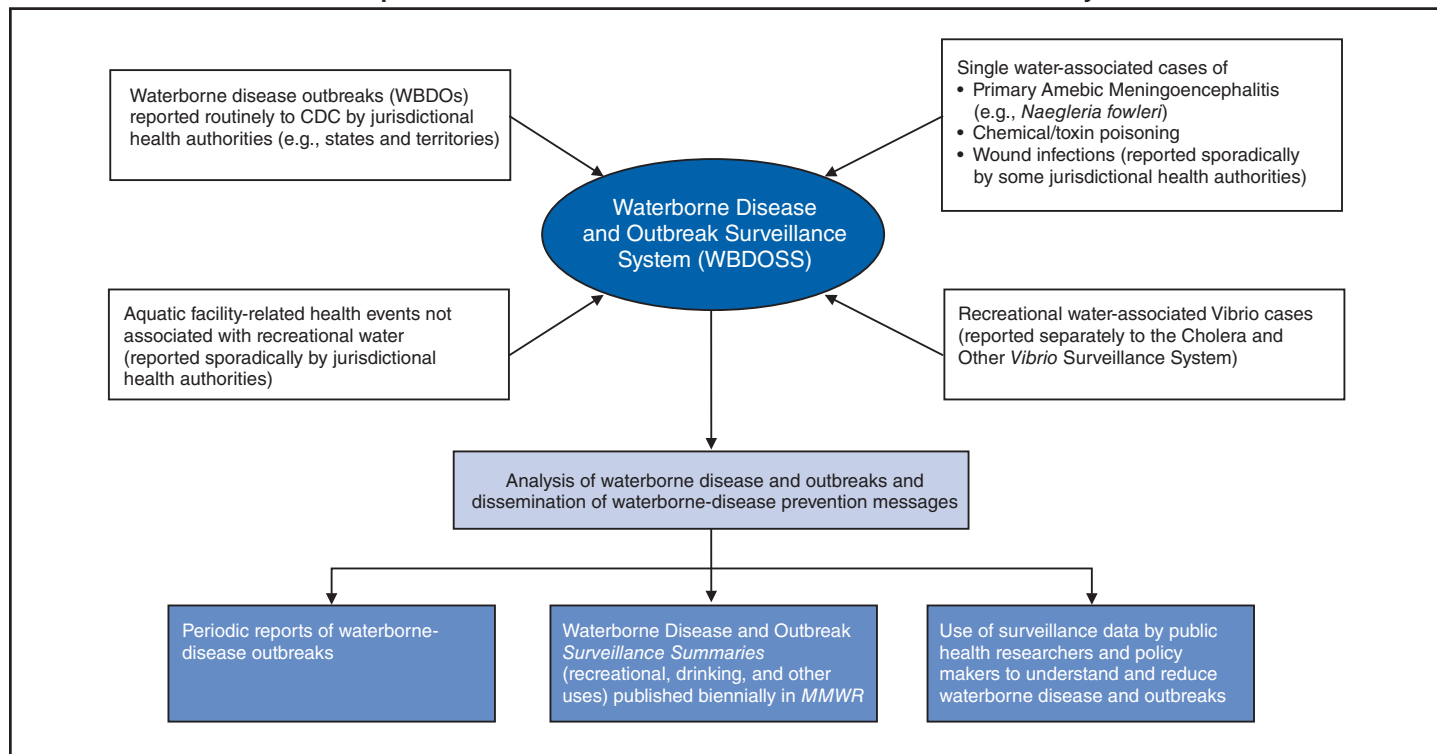 Waterborne disease outbreaks (WBDOs)
reported routinely to CDC by jurisdictional
health authorities (e.g., states and territories)
Single water-associated cases of
• Primary Amebic Meningoencephalitis
(e.g., Naegleria fowleri)
• Chemical/toxin poisoning
• Wound infections (reported sporadically
by some jurisdictional health authorities)
Waterborne Disease
and Outbreak Surveillance
System (WBDOSS)
Aquatic facility-related health events not
associated with recreational water
(reported sporadically by jurisdictional
health authorities)
Recreational water-associated Vibrio cases
(reported separately to the Cholera and
Other Vibrio Surveillance System)
Analysis of waterborne disease and outbreaks and
dissemination of waterborne-disease prevention messages
Periodic reports of waterborne-
disease outbreaks
Waterborne Disease and Outbreak
Surveillance Summaries
(recreational, drinking, and other
uses) published biennially in MMWR
Use of surveillance data by public
health researchers and policy
makers to understand and reduce
waterborne disease and outbreaks